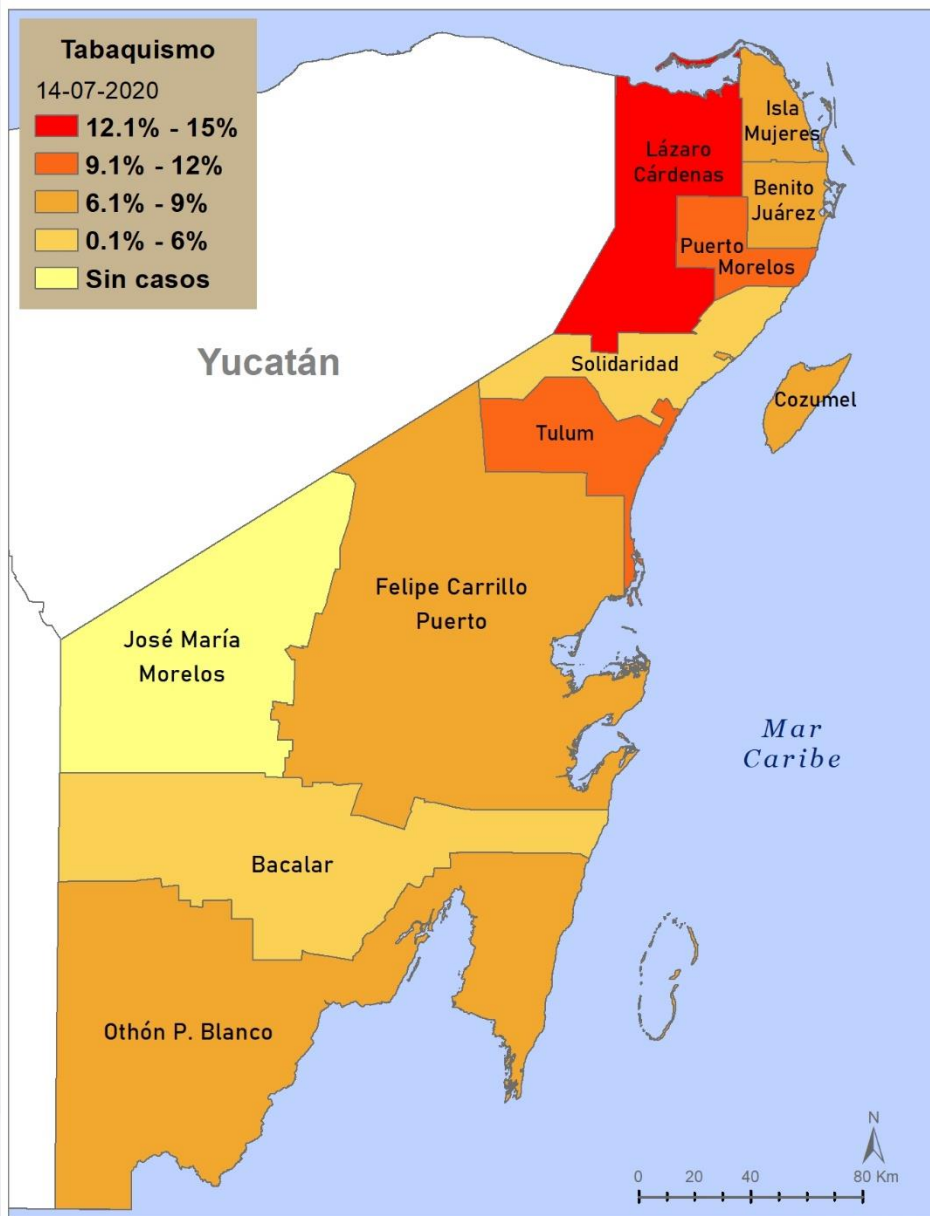 Tabaquismo
14-07-2020
12.1% - 15%
9.1% - 12%
6.1% - 9%
0.1% - 6%
Sin casos
Isla
Mujeres
Lázaro
Cárdenas
Benito
Juárez
Puerto
Morelos
Yucatán
Solidaridad
Cozumel
Tulum
Felipe Carrillo
Puerto
José María
Morelos
Mar
Caribe
Bacalar
Othón P. Blanco
N
0 20 40 80 Km